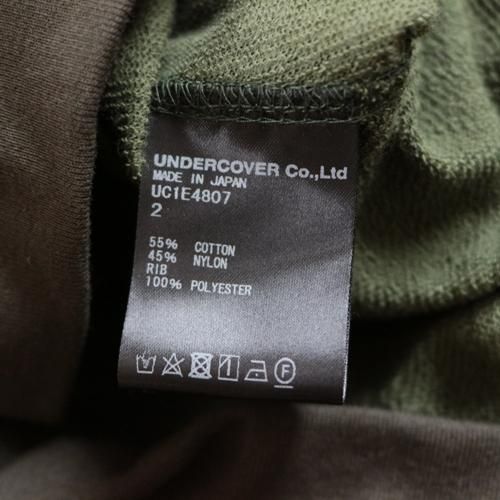 UNDERCOVER Co.,Ltd
MADE IN JAPAN
UC1E4807
2
55% COTTON
45% NYLON
RIB
100% POLYESTER
F